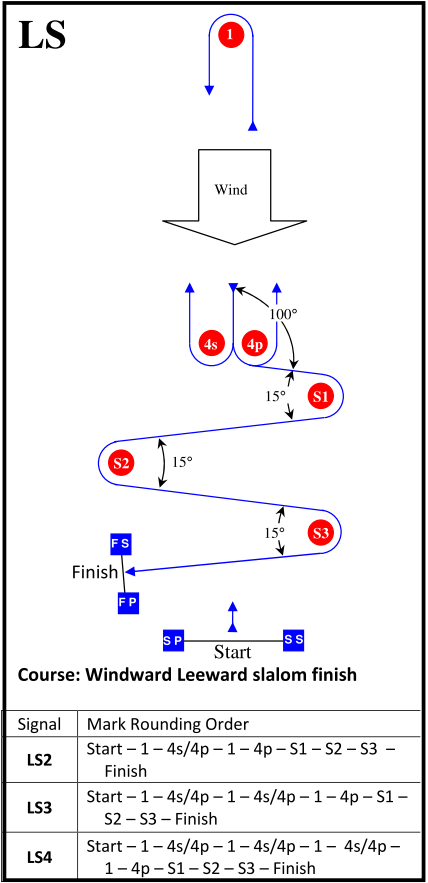 LS
1
Wind
100°
4s 4p
15° S1
S2 15°
15° S3
F S
Finish
F P
S P S S
Start
Course: Windward Leeward slalom finish
Signal Mark Rounding Order
LS2 Start – 1 – 4s/4p – 1 – 4p – S1 – S2 – S3 –
Finish
LS3 Start – 1 – 4s/4p – 1 – 4s/4p – 1 – 4p – S1 –
S2 – S3 – Finish
LS4 Start – 1 – 4s/4p – 1 – 4s/4p – 1 – 4s/4p –
1 – 4p – S1 – S2 – S3 – Finish